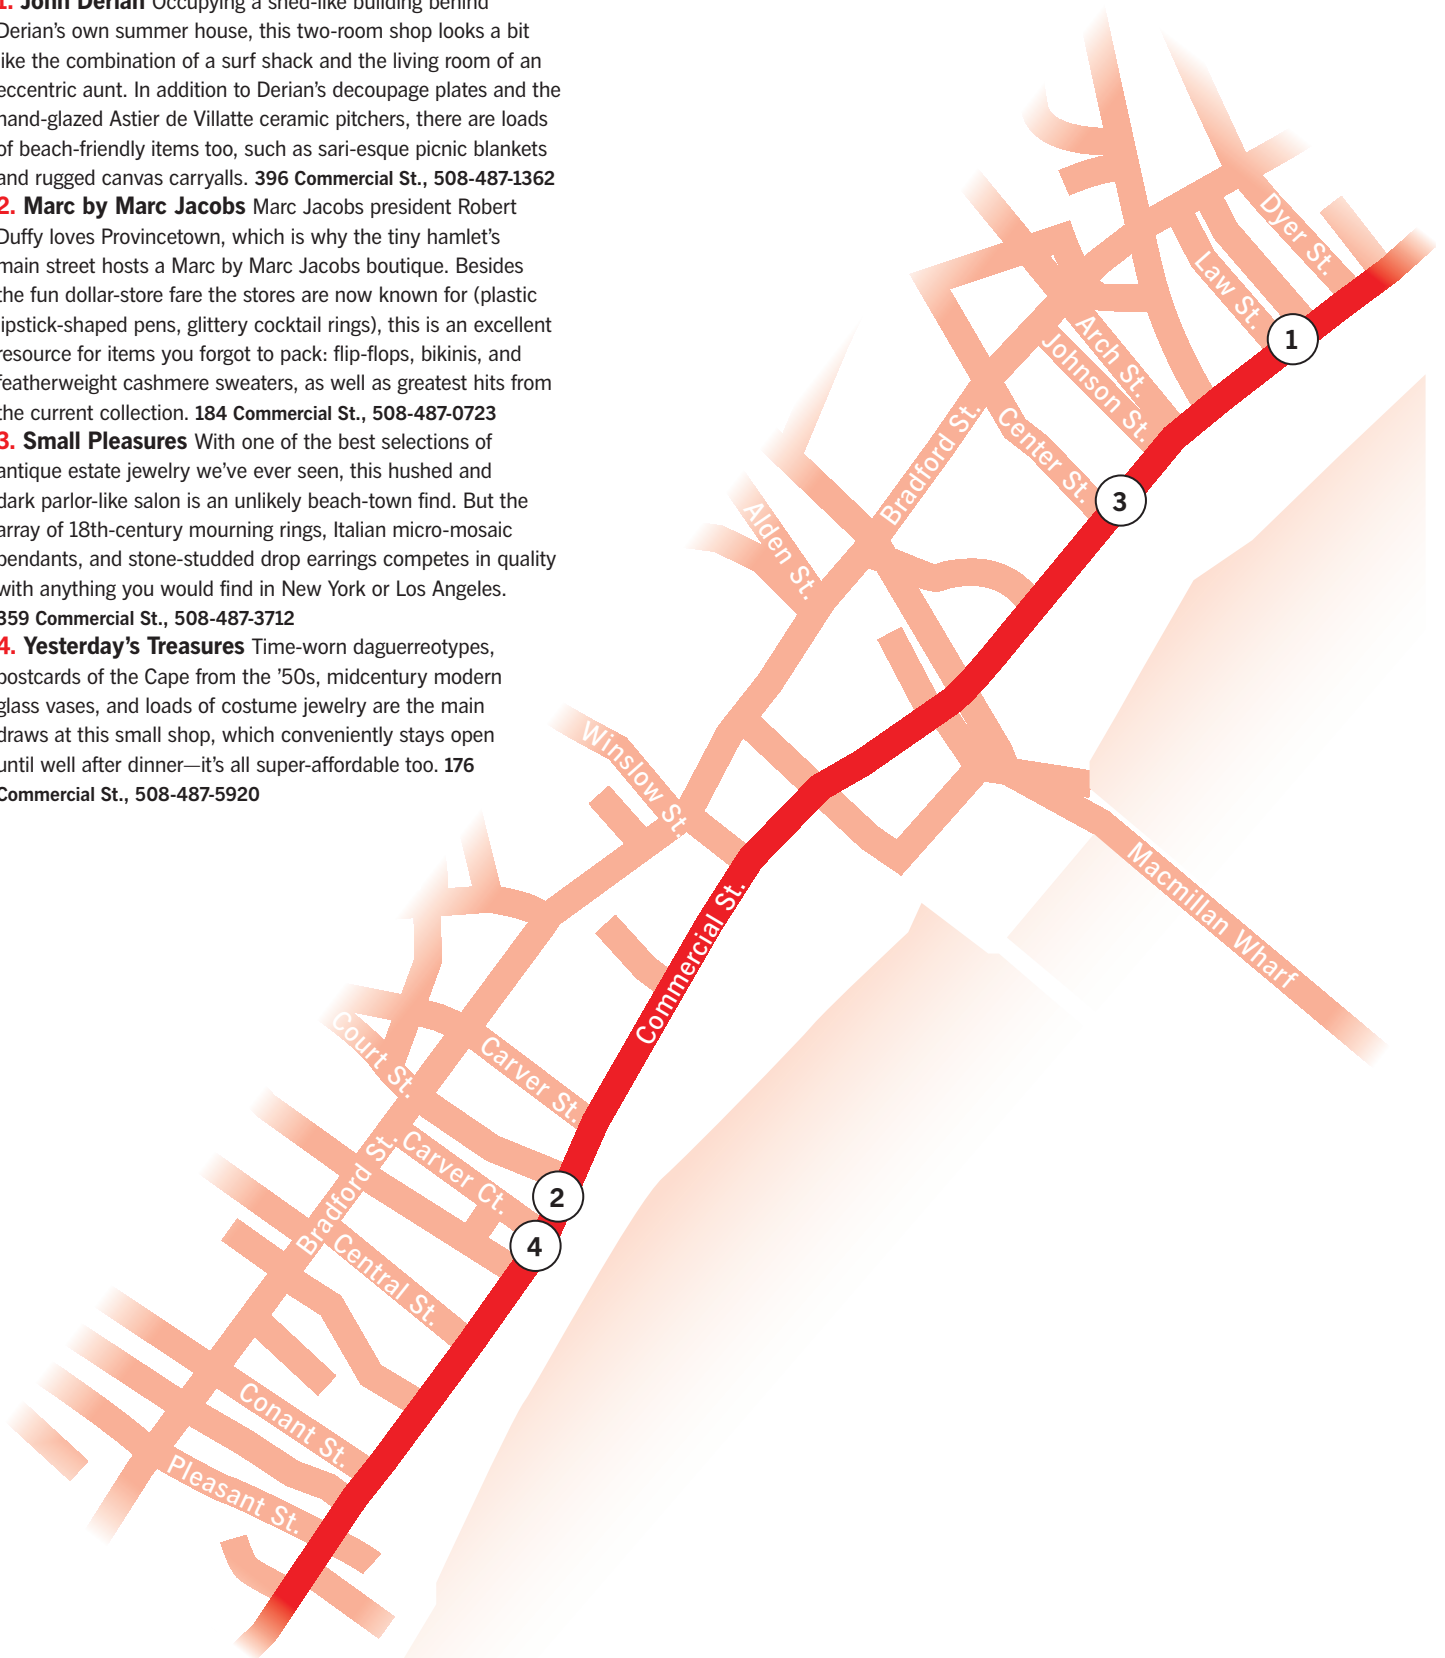 1. John Derian Occupying a shed-like building behind
Derian’s own summer house, this two-room shop looks a bit
like the combination of a surf shack and the living room of an
eccentric aunt. In addition to Derian’s decoupage plates and the
hand-glazed Astier de Villatte ceramic pitchers, there are loads
of beach-friendly items too, such as sari-esque picnic blankets
and rugged canvas carryalls. 396 Commercial St., 508-487-1362
2. Marc by Marc Jacobs Marc Jacobs president Robert
Duffy loves Provincetown, which is why the tiny hamlet’s
main street hosts a Marc by Marc Jacobs boutique. Besides
the fun dollar-store fare the stores are now known for (plastic
lipstick-shaped pens, glittery cocktail rings), this is an excellent
resource for items you forgot to pack: flip-flops, bikinis, and
featherweight cashmere sweaters, as well as greatest hits from
the current collection. 184 Commercial St., 508-487-0723
3. Small Pleasures With one of the best selections of
antique estate jewelry we’ve ever seen, this hushed and
dark parlor-like salon is an unlikely beach-town find. But the
array of 18th-century mourning rings, Italian micro-mosaic
pendants, and stone-studded drop earrings competes in quality
with anything you would find in New York or Los Angeles.
359 Commercial St., 508-487-3712
4. Yesterday’s Treasures Time-worn daguerreotypes,
postcards of the Cape from the ’50s, midcentury modern
glass vases, and loads of costume jewelry are the main
draws at this small shop, which conveniently stays open
until well after dinner—it’s all super-affordable too. 176
Commercial St., 508-487-5920
Dyer St.
Law St.
1
Arch St.
Johnson St.
Center St.
Bradford St.
3
Alden St.
Winslow St.
Macmillan Wharf
Commercial St.
Court St.
Carver St.
Carver Ct.
Bradford St.
2
4
Central St.
Conant St.
Pleasant St.